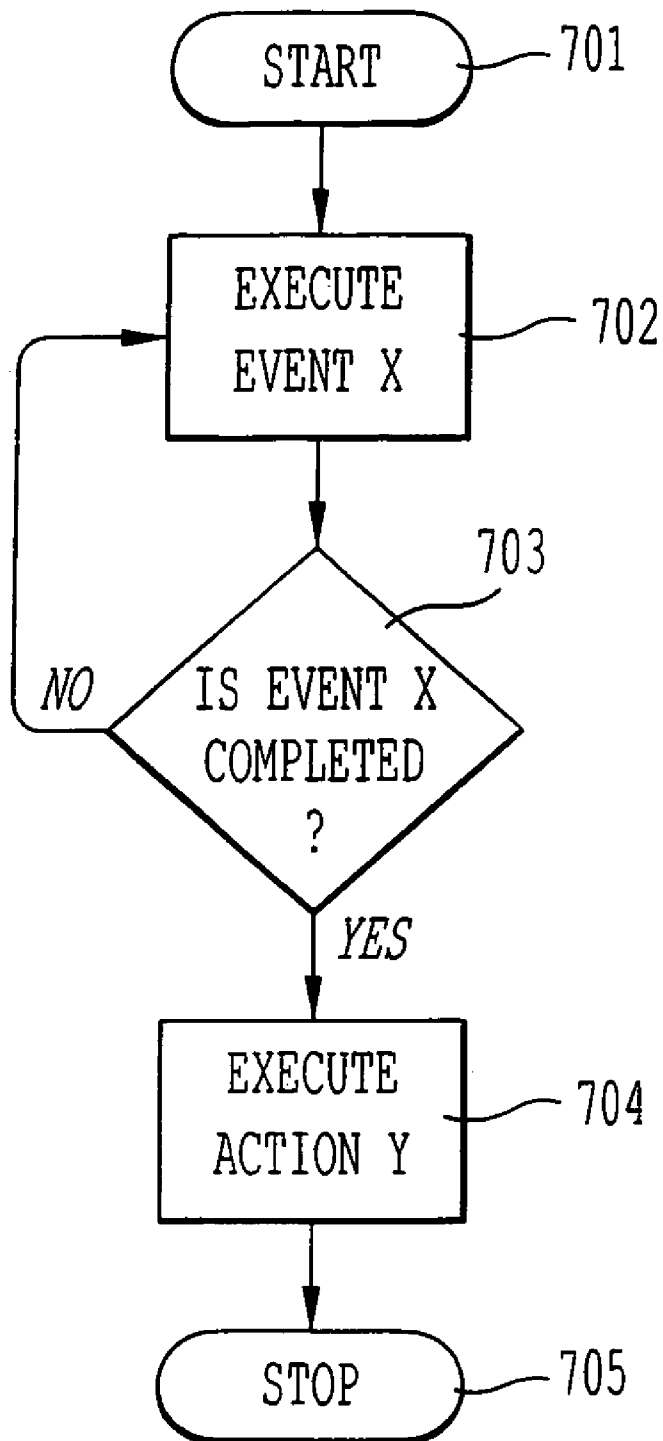 START
701
EXECUTE
EVENT X
702
703
IS EVENT X
COMPLETED
?
NO
YES
EXECUTE
ACTION Y
704
STOP
705